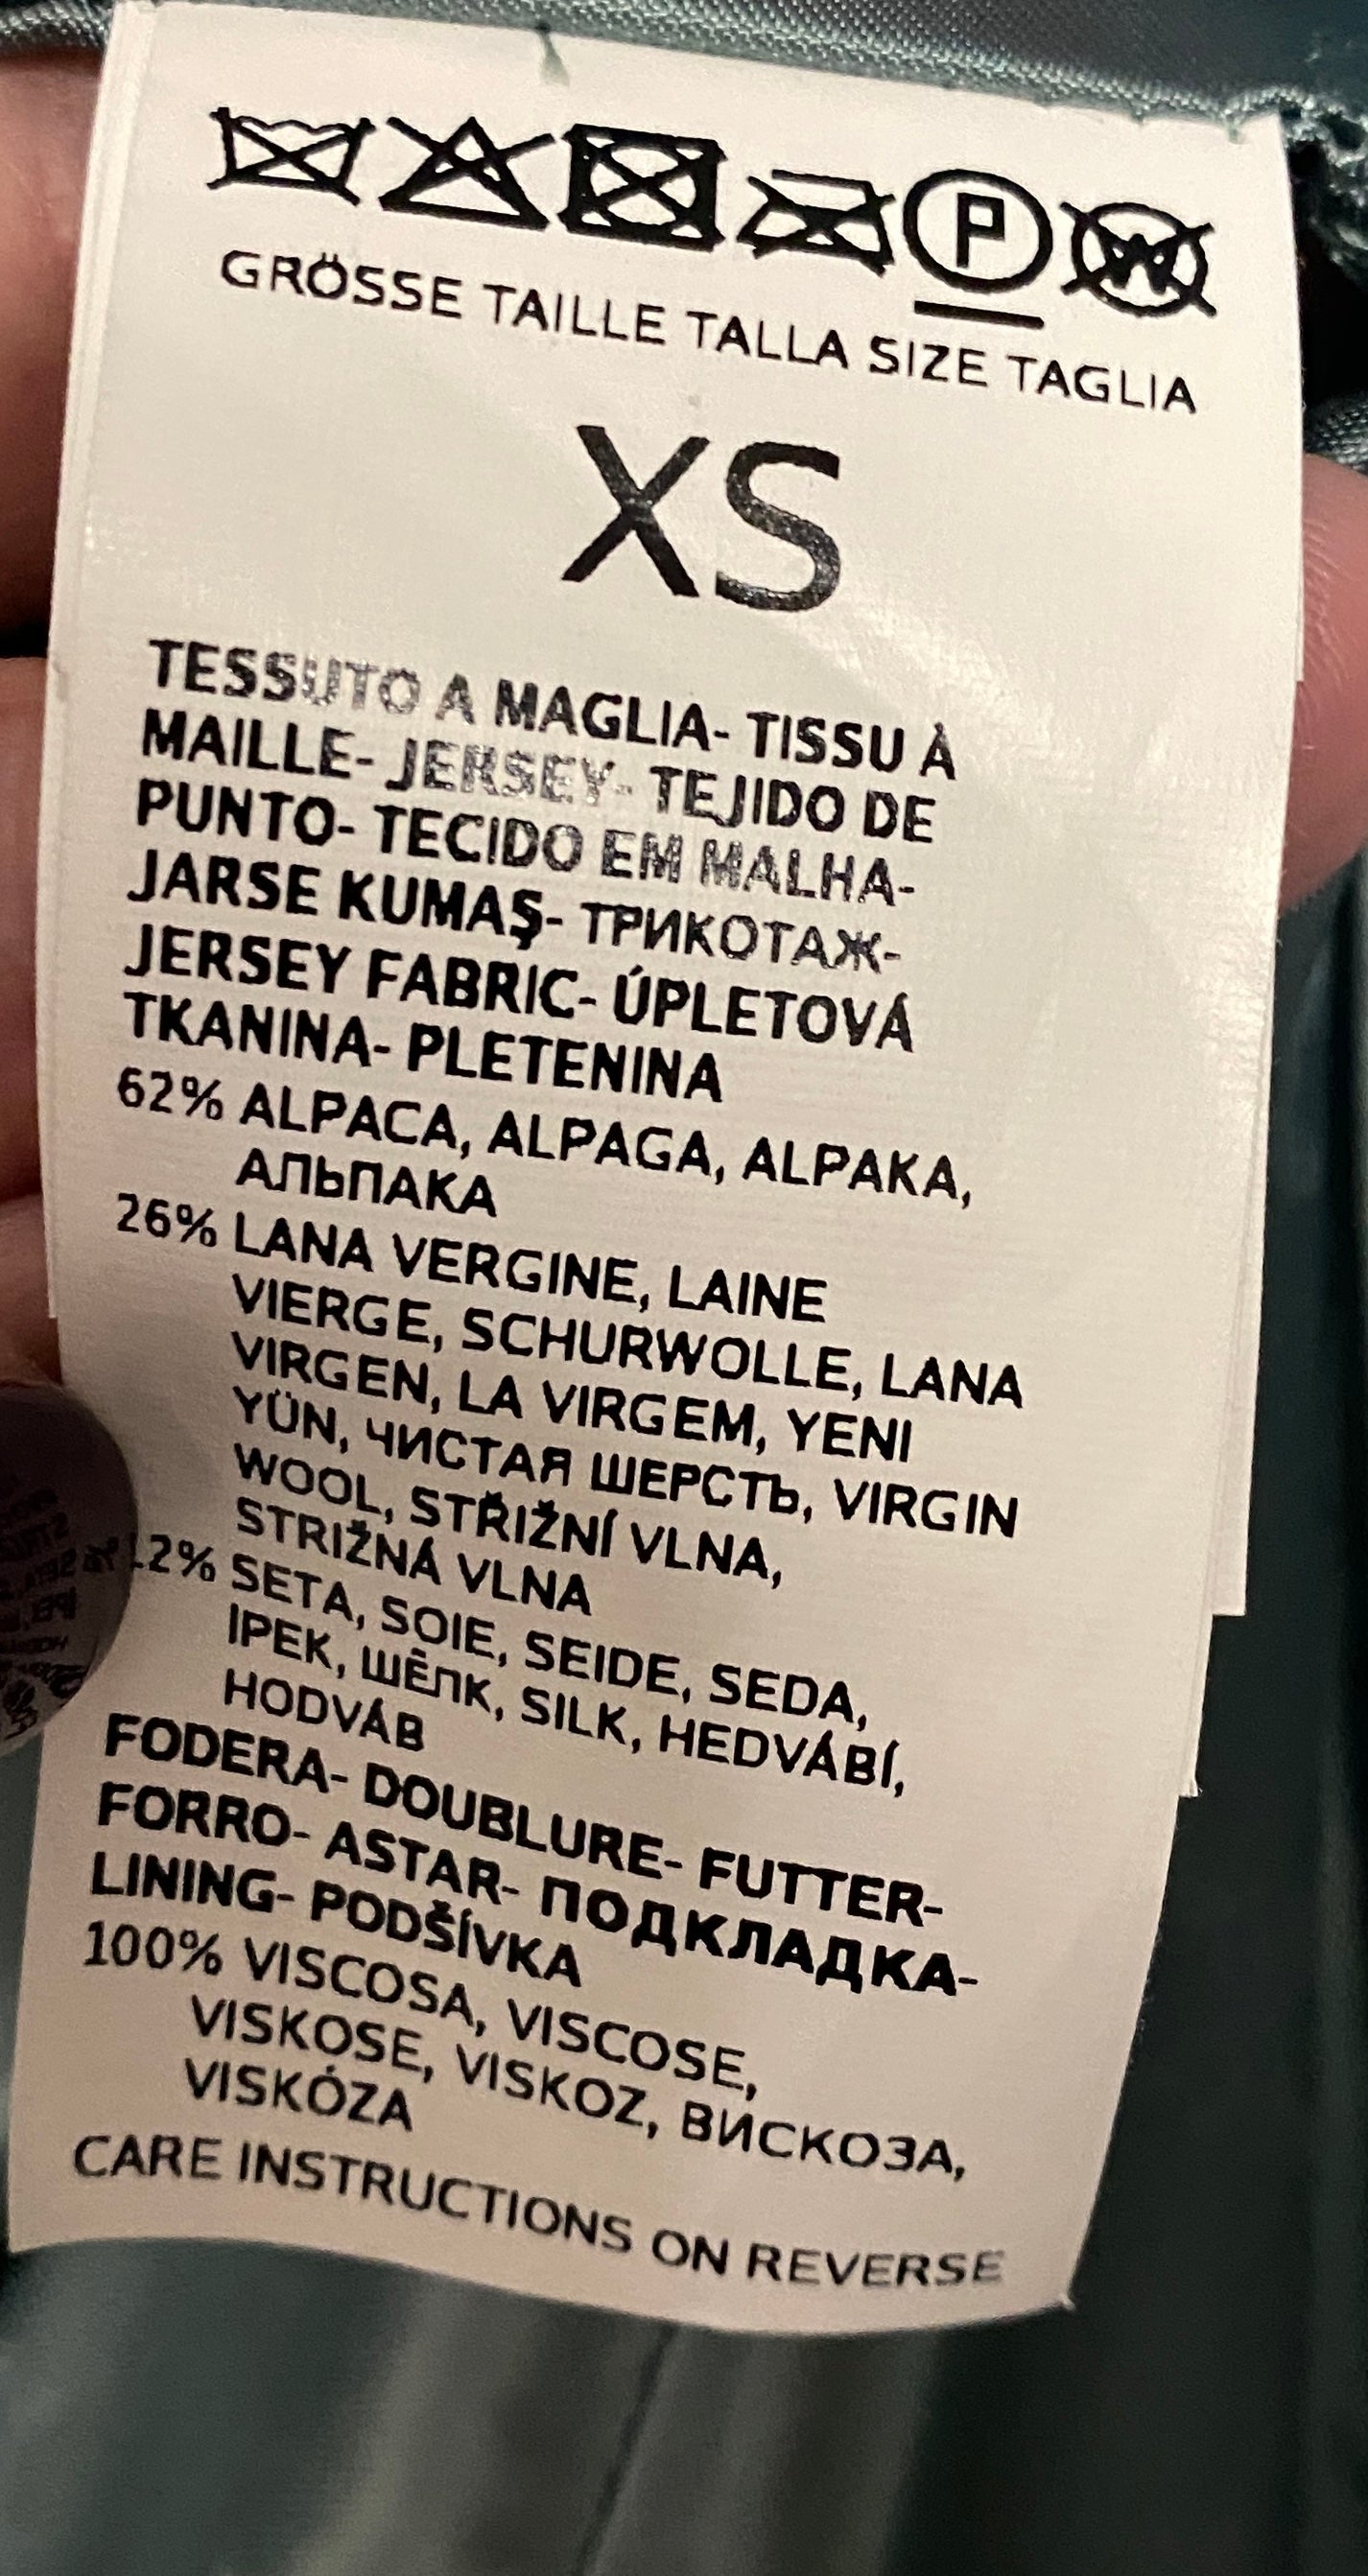 P W
GRÖSSE TAILLE TALLA SIZE TAGLIA
XS
TESSUTO A MAGLIA- TISSU À
MAILLE- JERSEY- TEJIDO DE
PUNTO- TECIDO EM MALHA-
JARSE KUMAŞ- ТРИКОТАЖ-
JERSEY FABRIC- ÚPLETOVÁ
TKANINA- PLETENINA
62% ALPACA, ALPAGA, ALPAKA,
АЛЬПАКА
26% LANA VERGINE, LAINE
VIERGE, SCHURWOLLE, LANA
VIRGEN, LA VIRGEM, YENI
YÜN, ЧИСТАЯ ШЕРСТЬ, VIRGIN
WOOL, STŘIŽNÍ VLNA,
STRIŽNÁ VLNA
12% SETA, SOIE, SEIDE, SEDA,
IPEK, ШЁЛК, SILK, HEDVÁBÍ,
HODVÁB
FODERA- DOUBLURE- FUTTER-
FORRO- ASTAR- ПОДКЛАДКА-
LINING- PODŠÍVKA
100% VISCOSA, VISCOSE,
VISKOSE, VISKOZ, ВИСКОЗА,
VISKÓZA
CARE INSTRUCTIONS ON REVERSE